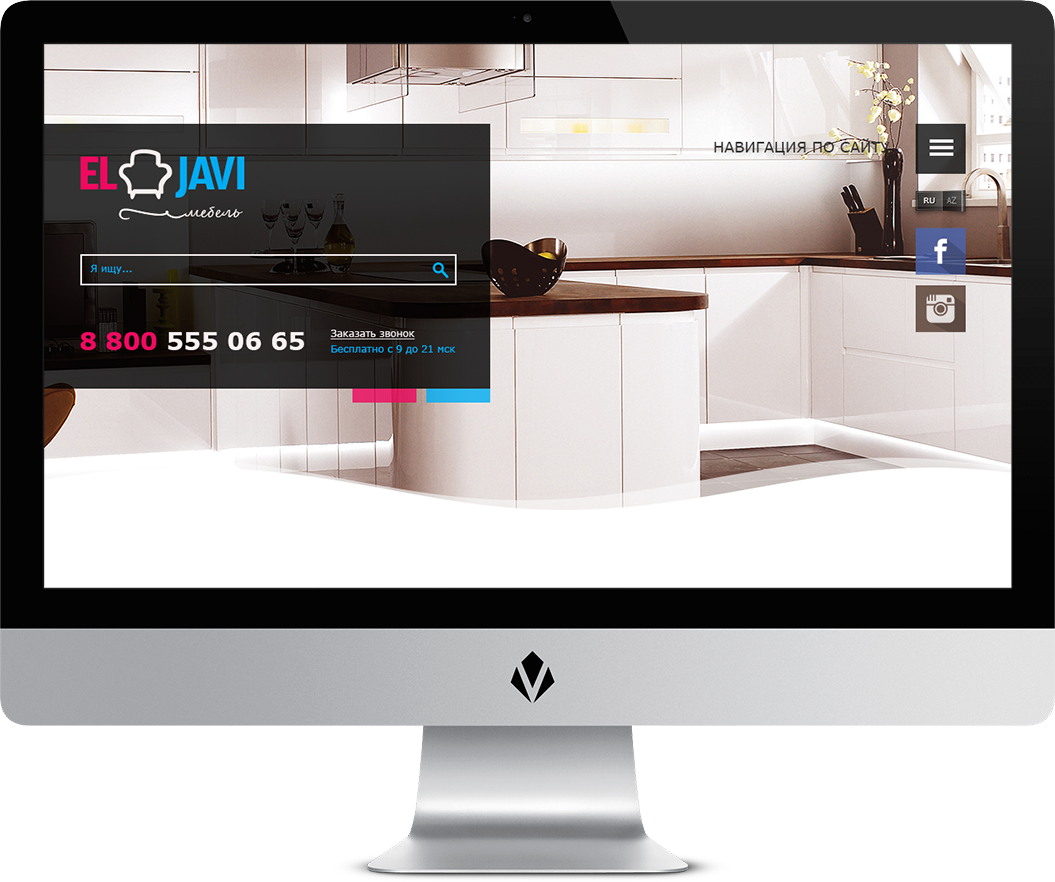 EL JAVI
мебель
Я ищу...
8 800 555 06 65
Заказать звонок
Бесплатно с 9 до 21 мск
НАВИГАЦИЯ ПО САЙТУ
RU AZ
f